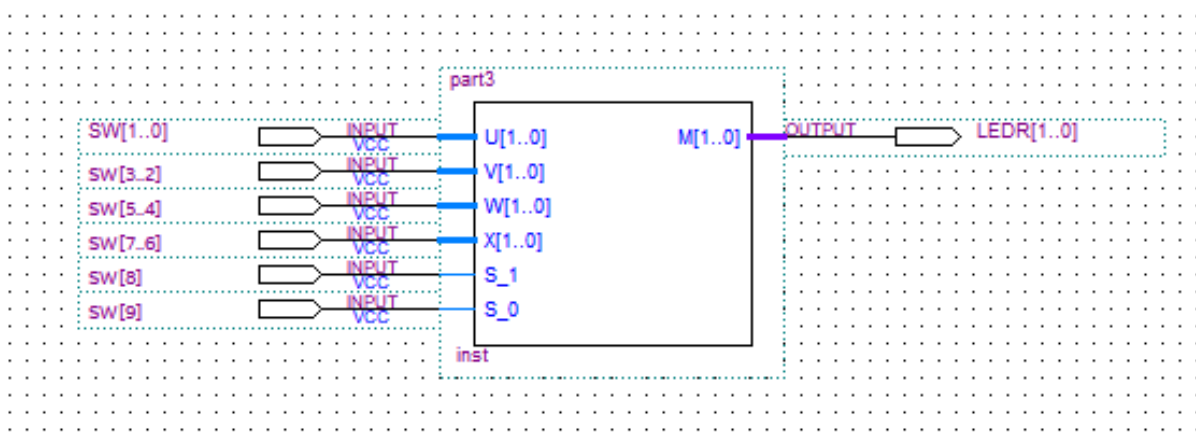 part3
SW[1..0] INPUT VCC U[1..0] M[1..0] OUTPUT LEDR[1..0]
SW[3..2] INPUT VCC V[1..0]
SW[5..4] INPUT VCC W[1..0]
SW[7..6] INPUT VCC X[1..0]
SW[8] INPUT VCC S_1
SW[9] INPUT VCC S_0
inst